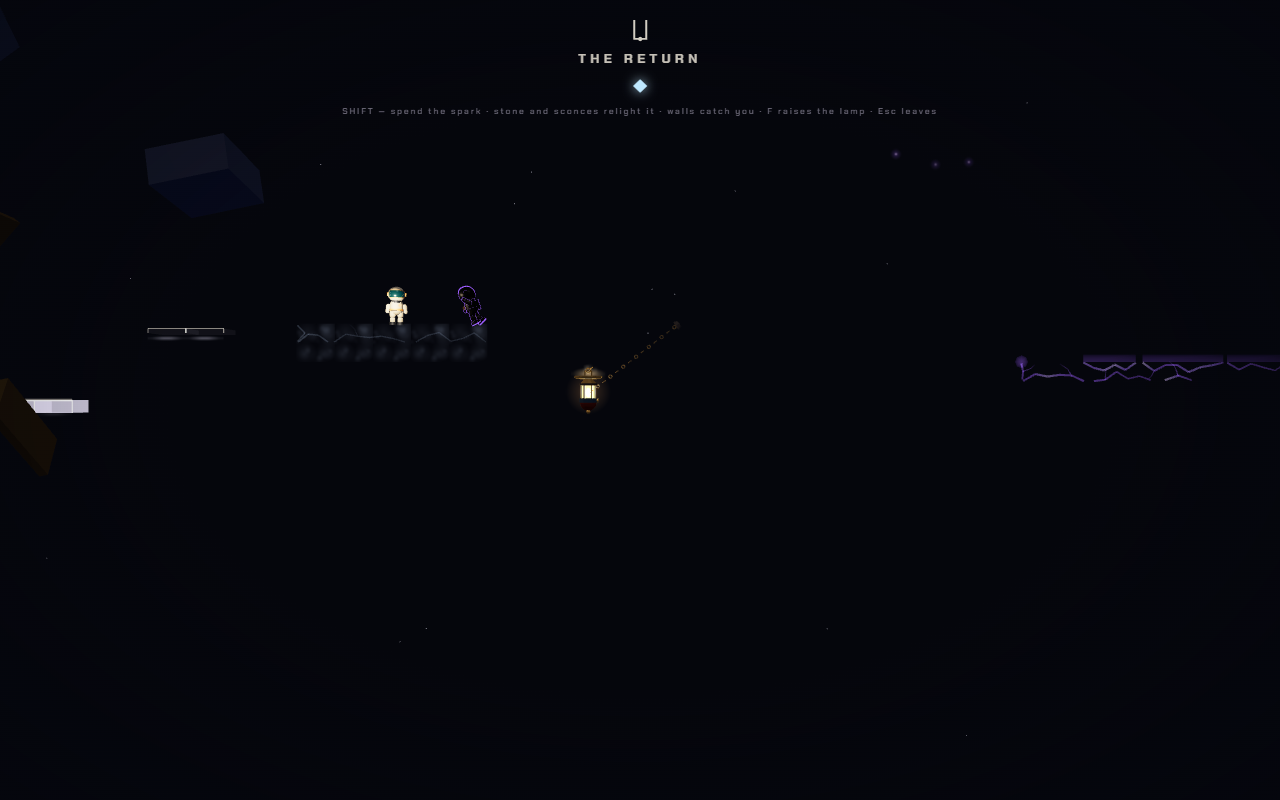 THE RETURN
SHIFT — spend the spark · stone and sconces relight it · walls catch you · F raises the lamp · Esc leaves